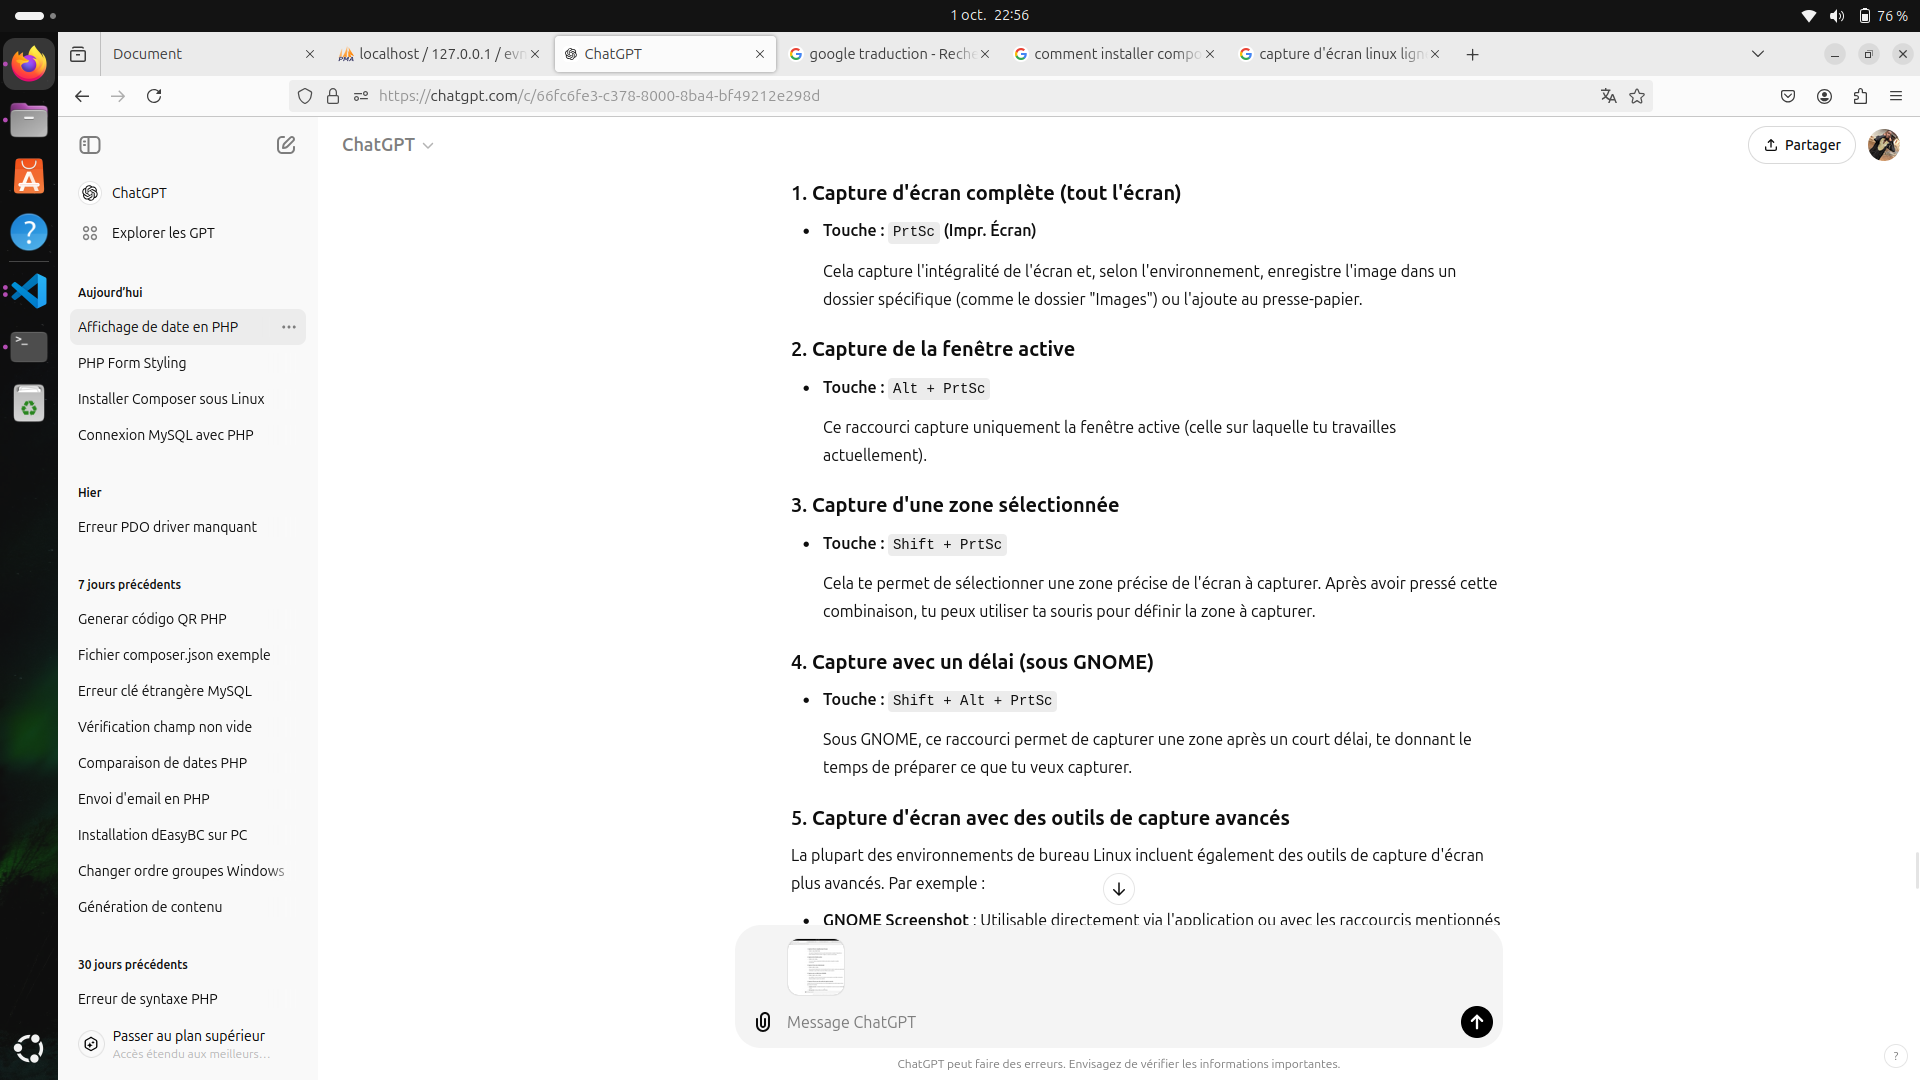 1 oct. 22:56
76 %
Document
localhost / 127.0.0.1 / evn
ChatGPT
google traduction - Reche
comment installer compo
capture d'écran linux lign
https://chatgpt.com/c/66fc6fe3-c378-8000-8ba4-bf49212e298d
ChatGPT
Explorer les GPT
Aujourd'hui
Affichage de date en PHP
PHP Form Styling
Installer Composer sous Linux
Connexion MySQL avec PHP
Hier
Erreur PDO driver manquant
7 jours précédents
Generar código QR PHP
Fichier composer.json exemple
Erreur clé étrangère MySQL
Vérification champ non vide
Comparaison de dates PHP
Envoi d'email en PHP
Installation dEasyBC sur PC
Changer ordre groupes Windows
Génération de contenu
30 jours précédents
Erreur de syntaxe PHP
Passer au plan supérieur
Accès étendu aux meilleurs…
ChatGPT
Partager
1. Capture d'écran complète (tout l'écran)
• Touche : PrtSc (Impr. Écran)
Cela capture l'intégralité de l'écran et, selon l'environnement, enregistre l'image dans un
dossier spécifique (comme le dossier "Images") ou l'ajoute au presse-papier.
2. Capture de la fenêtre active
• Touche : Alt + PrtSc
Ce raccourci capture uniquement la fenêtre active (celle sur laquelle tu travailles
actuellement).
3. Capture d'une zone sélectionnée
• Touche : Shift + PrtSc
Cela te permet de sélectionner une zone précise de l'écran à capturer. Après avoir pressé cette
combinaison, tu peux utiliser ta souris pour définir la zone à capturer.
4. Capture avec un délai (sous GNOME)
• Touche : Shift + Alt + PrtSc
Sous GNOME, ce raccourci permet de capturer une zone après un court délai, te donnant le
temps de préparer ce que tu veux capturer.
5. Capture d'écran avec des outils de capture avancés
La plupart des environnements de bureau Linux incluent également des outils de capture d'écran
plus avancés. Par exemple :
• GNOME Screenshot : Utilisable directement via l'application ou avec les raccourcis mentionnés
Message ChatGPT
ChatGPT peut faire des erreurs. Envisagez de vérifier les informations importantes.
?